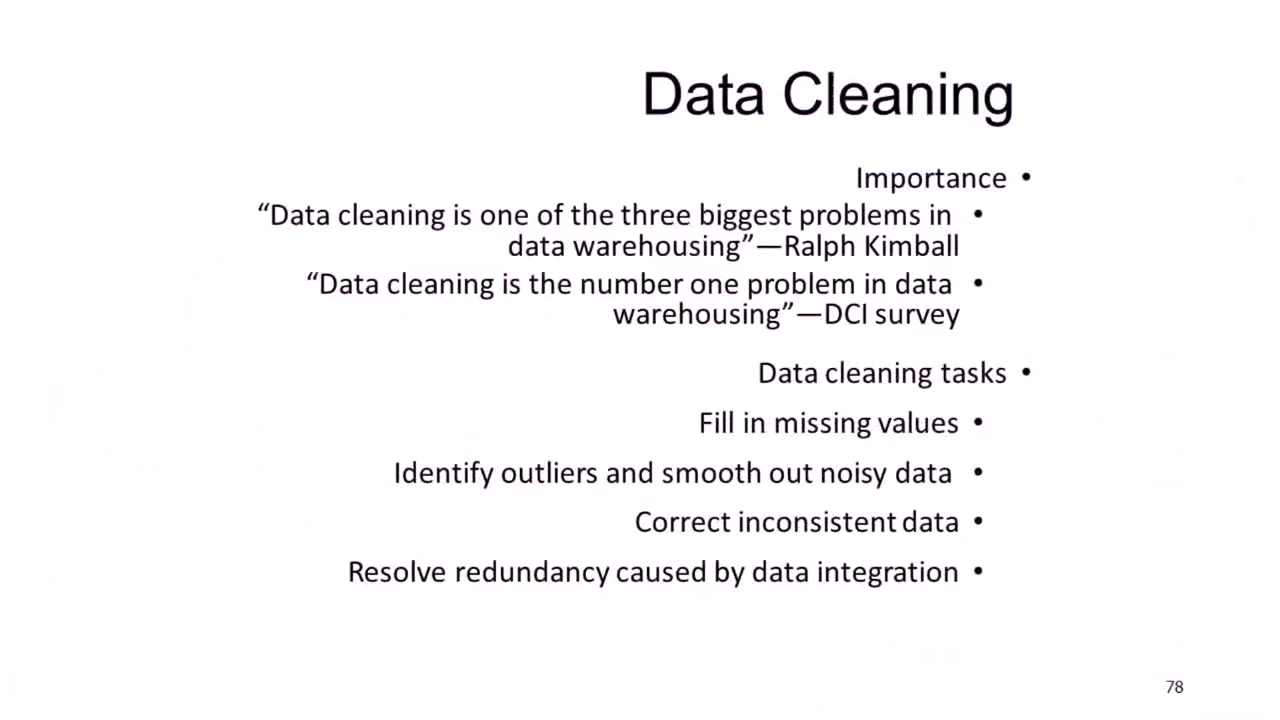 Data Cleaning
• Importance
• “Data cleaning is one of the three biggest problems in
data warehousing”—Ralph Kimball
• “Data cleaning is the number one problem in data
warehousing”—DCI survey
• Data cleaning tasks
• Fill in missing values
• Identify outliers and smooth out noisy data
• Correct inconsistent data
• Resolve redundancy caused by data integration
78